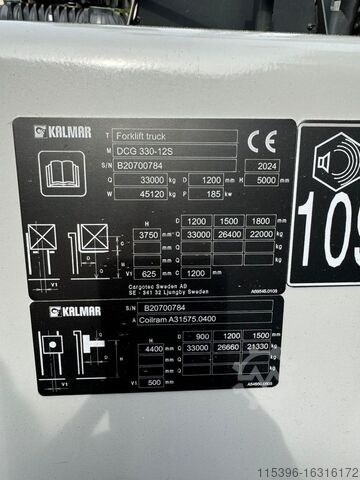 KALMAR
T Forklift truck
M DCG 330-12S
CE
S/N B20700784 2024
Q 33000 kg D 1200 mm H 5000 mm
W 45120 kg P 185 kw
H D 1200 1500 1800 mm
3750 mm Q 33000 26400 22000 kg
V1 625 mm C 1200 mm
Cargotec Sweden AB
SE - 341 32 Ljungby Sweden
109
KALMAR
S/N B20700784
A Coilram A31575.0400
H D 900 1200 1500 mm
4400 mm Q 33000 26660 21330 kg
V1
V1 500 mm
115396-16316172